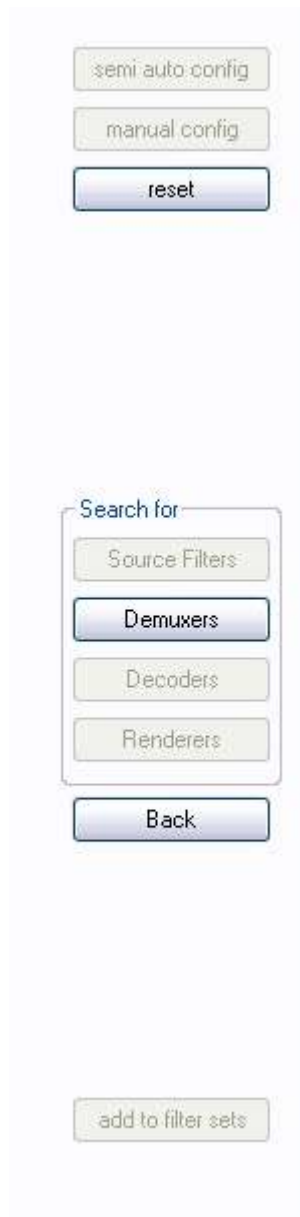 semi auto config
manual config
reset
Search for
Source Filters
Demuxers
Decoders
Renderers
Back
add to filter sets